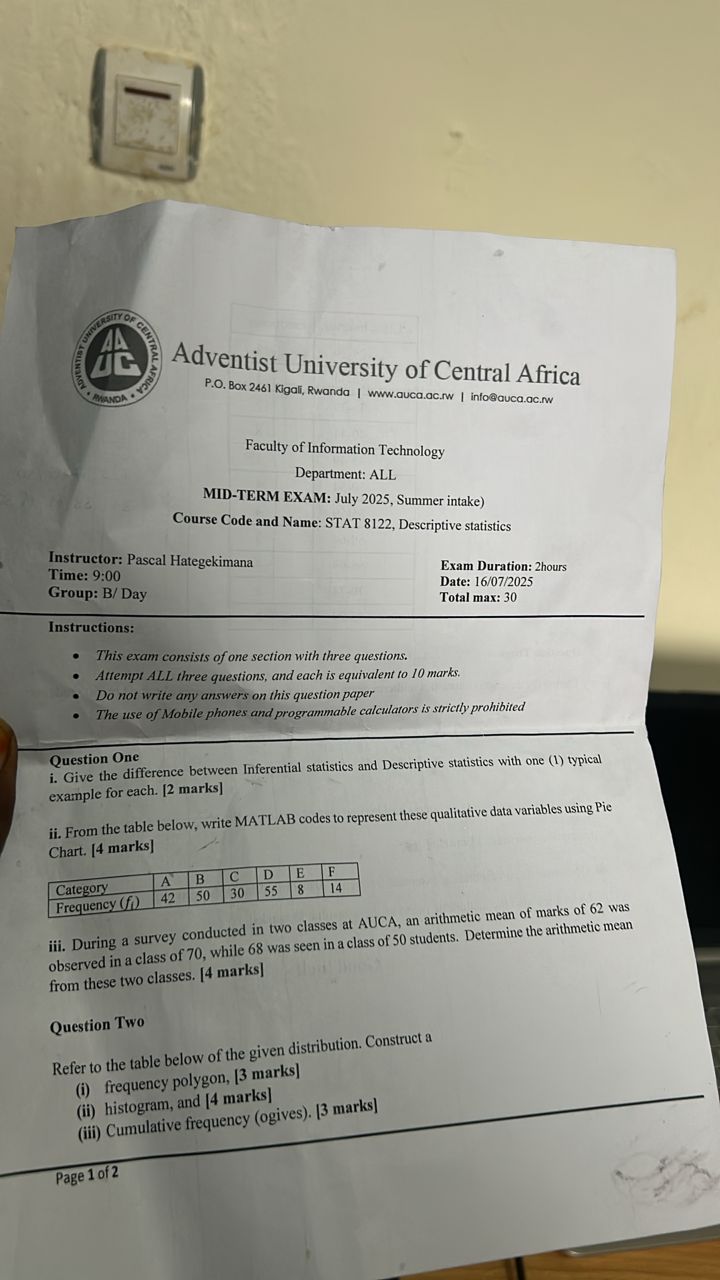 ADVENTIST UNIVERSITY OF CENTRAL AFRICA
• RWANDA •
AUCA
Adventist University of Central Africa
P.O. Box 2461 Kigali, Rwanda | www.auca.ac.rw | info@auca.ac.rw
Faculty of Information Technology
Department: ALL
MID-TERM EXAM: July 2025, Summer intake)
Course Code and Name: STAT 8122, Descriptive statistics
Instructor: Pascal Hategekimana
Time: 9:00
Group: B/ Day
Exam Duration: 2hours
Date: 16/07/2025
Total max: 30
Instructions:
• This exam consists of one section with three questions.
• Attempt ALL three questions, and each is equivalent to 10 marks.
• Do not write any answers on this question paper
• The use of Mobile phones and programmable calculators is strictly prohibited
Question One
i. Give the difference between Inferential statistics and Descriptive statistics with one (1) typical
example for each. [2 marks]
ii. From the table below, write MATLAB codes to represent these qualitative data variables using Pie
Chart. [4 marks]
Category A B C D E F
Frequency (fi) 42 50 30 55 8 14
iii. During a survey conducted in two classes at AUCA, an arithmetic mean of marks of 62 was
observed in a class of 70, while 68 was seen in a class of 50 students. Determine the arithmetic mean
from these two classes. [4 marks]
Question Two
Refer to the table below of the given distribution. Construct a
(i) frequency polygon, [3 marks]
(ii) histogram, and [4 marks]
(iii) Cumulative frequency (ogives). [3 marks]
Page 1 of 2